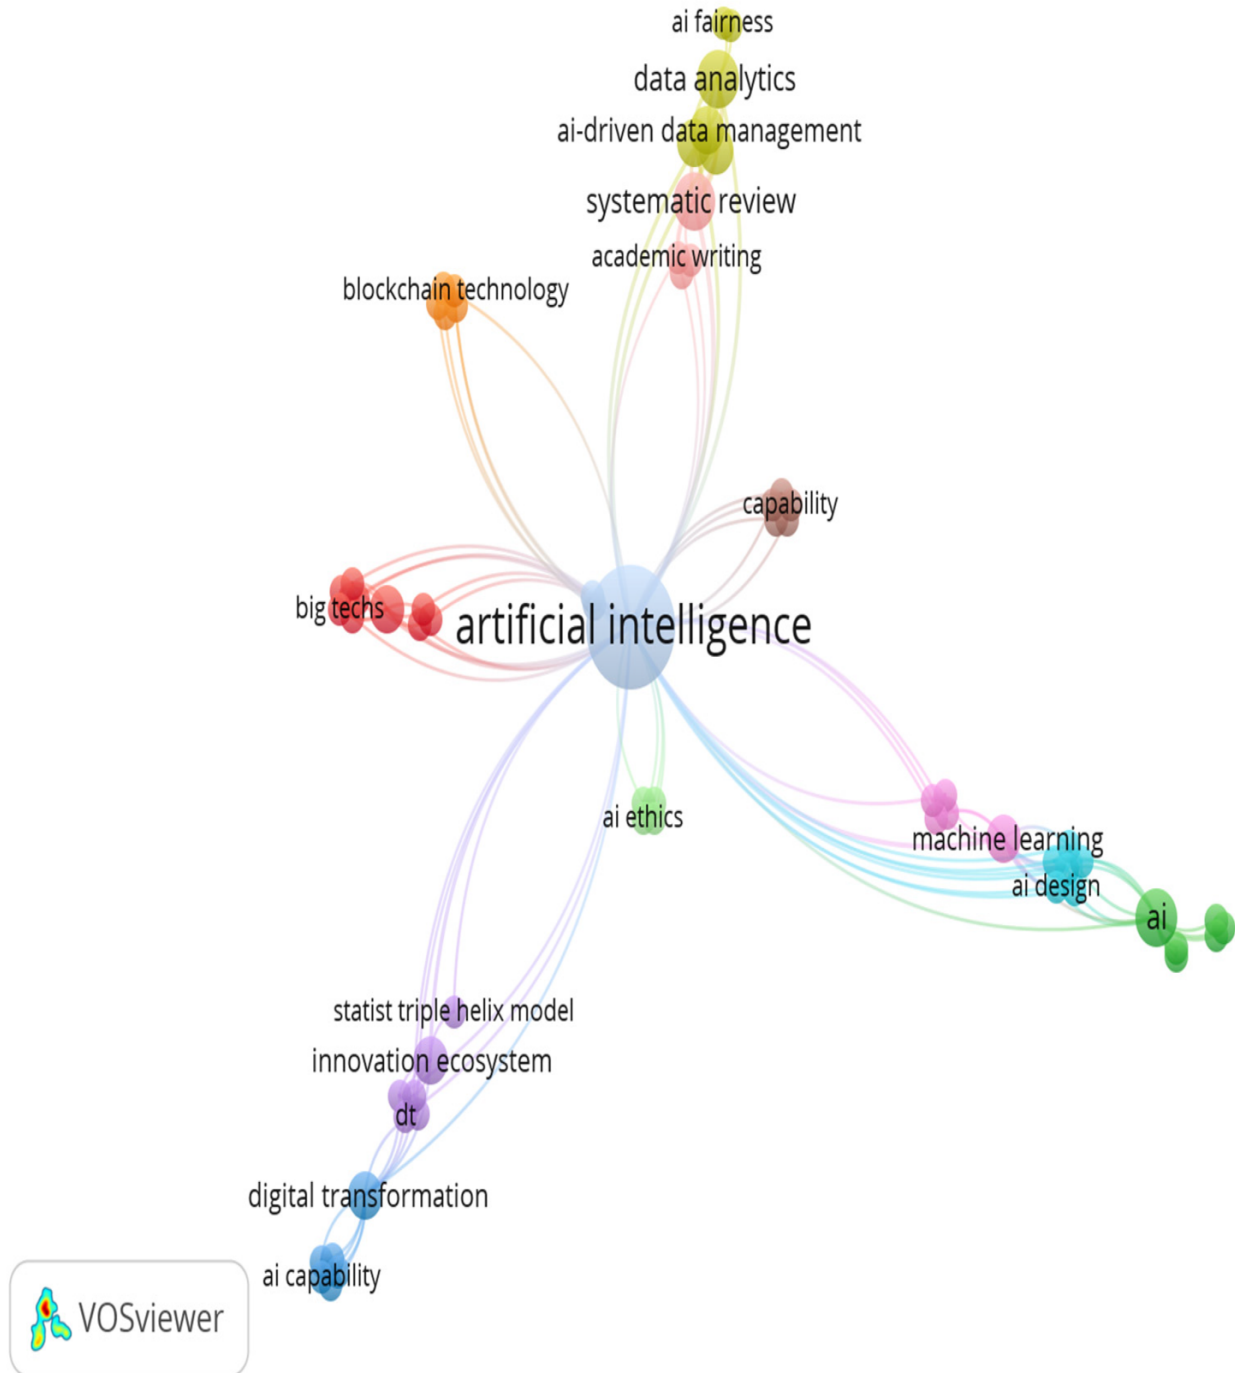 ai fairness
data analytics
ai-driven data management
systematic review
academic writing
blockchain technology
capability
big techs
artificial intelligence
ai ethics
machine learning
ai design
ai
statist triple helix model
innovation ecosystem
dt
digital transformation
ai capability
VOSviewer